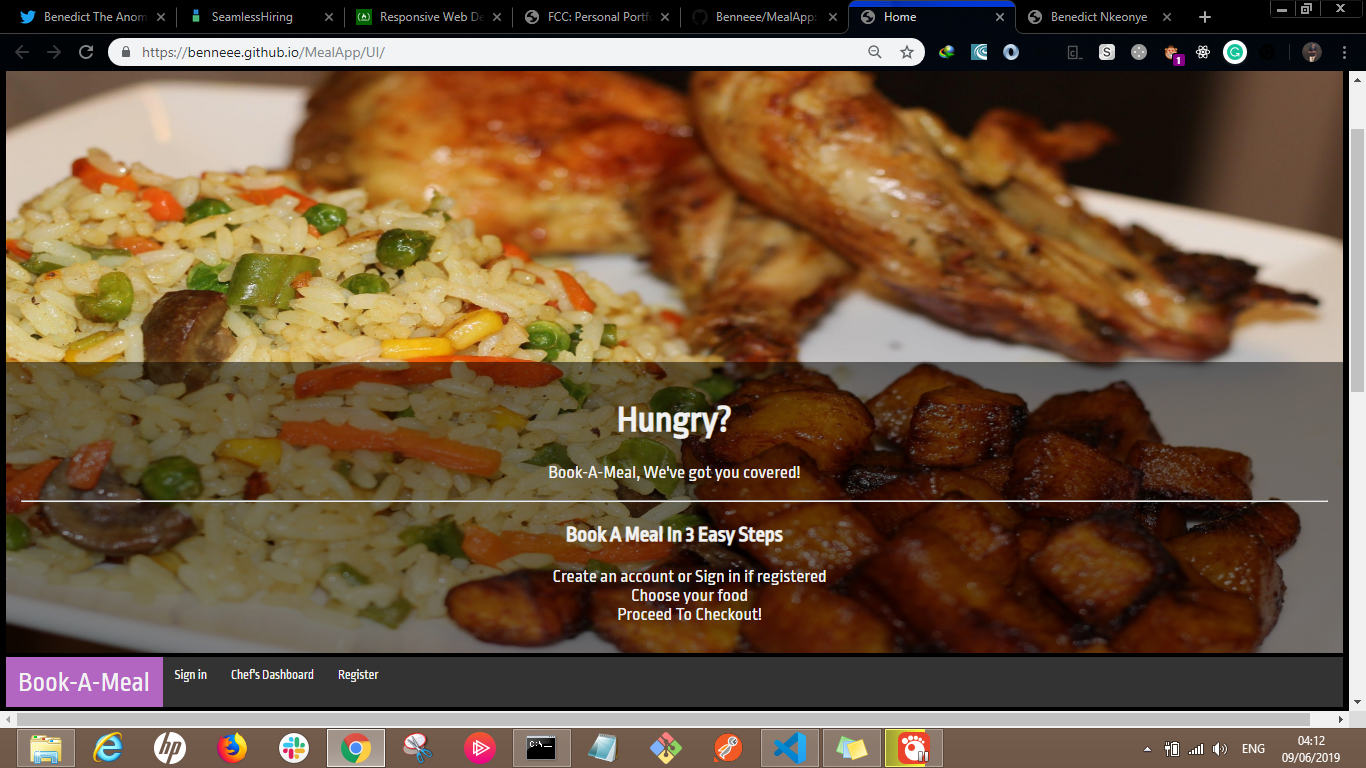 Benedict The Anom
SeamlessHiring
Responsive Web De
FCC: Personal Portfo
Benneee/MealApp:
Home
Benedict Nkeonye
https://benneee.github.io/MealApp/UI/
S
1
Hungry?
Book-A-Meal, We've got you covered!
Book A Meal In 3 Easy Steps
Create an account or Sign in if registered
Choose your food
Proceed To Checkout!
Book-A-Meal
Sign in
Chef's Dashboard
Register
hp
C:\.
ENG
04:12
09/06/2019